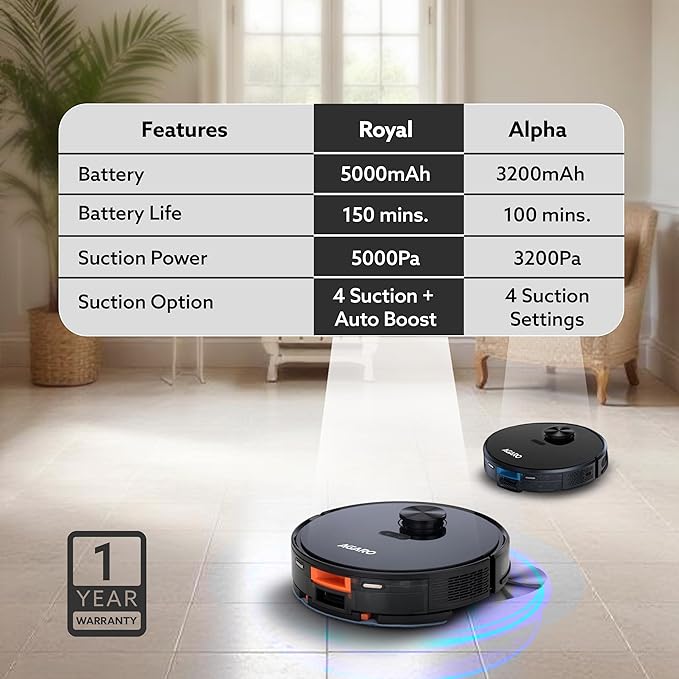 Features Royal Alpha
Battery 5000mAh 3200mAh
Battery Life 150 mins. 100 mins.
Suction Power 5000Pa 3200Pa
Suction Option 4 Suction + Auto Boost 4 Suction Settings
AGARO
AGARO
1
YEAR
WARRANTY